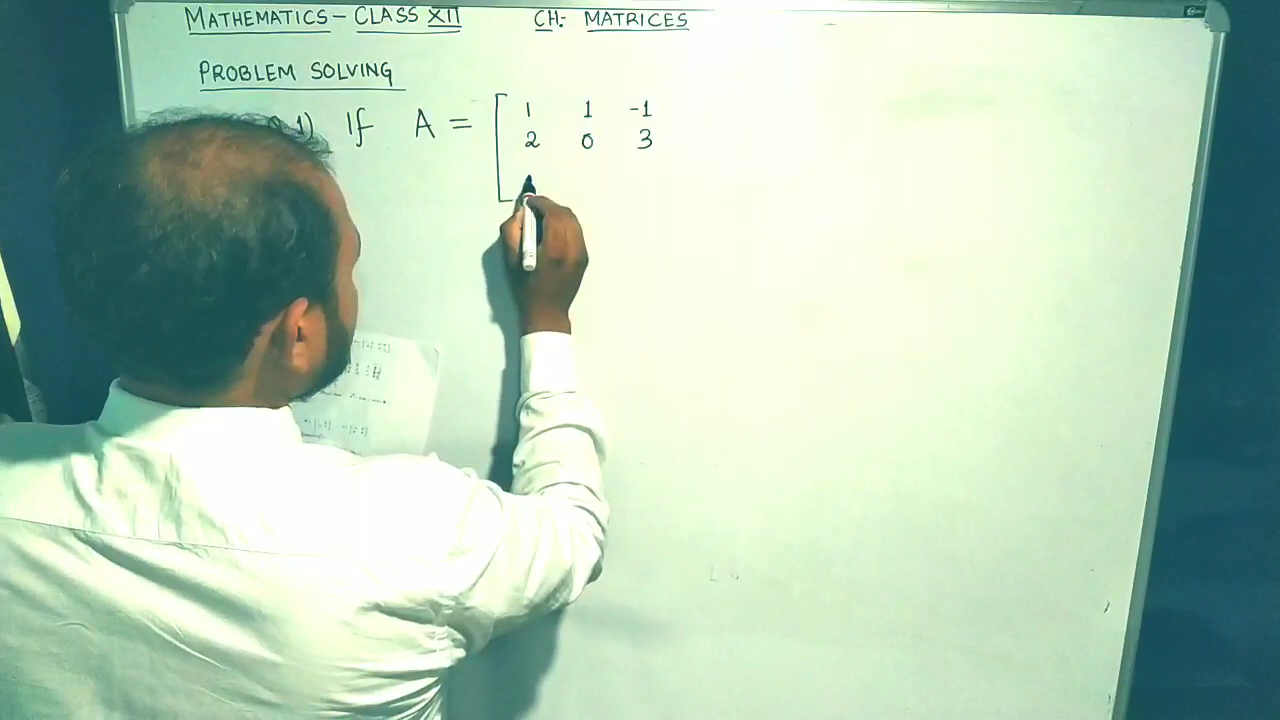 MATHEMATICS – CLASS XII CH: MATRICES
PROBLEM SOLVING
1) If A = [ 1 1 -1
2 0 3